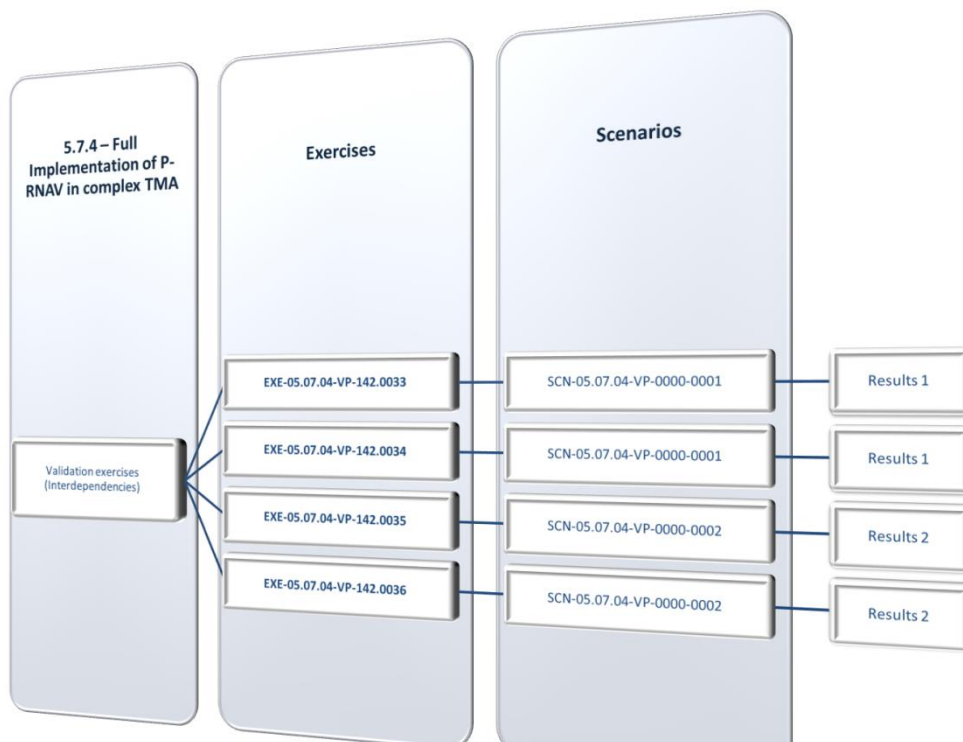 5.7.4 – Full
Implementation of P-
RNAV in complex TMA
Exercises
Scenarios
EXE-05.07.04-VP-142.0033
SCN-05.07.04-VP-0000-0001
Results 1
EXE-05.07.04-VP-142.0034
SCN-05.07.04-VP-0000-0001
Results 1
Validation exercises
(Interdependencies)
EXE-05.07.04-VP-142.0035
SCN-05.07.04-VP-0000-0002
Results 2
EXE-05.07.04-VP-142.0036
SCN-05.07.04-VP-0000-0002
Results 2